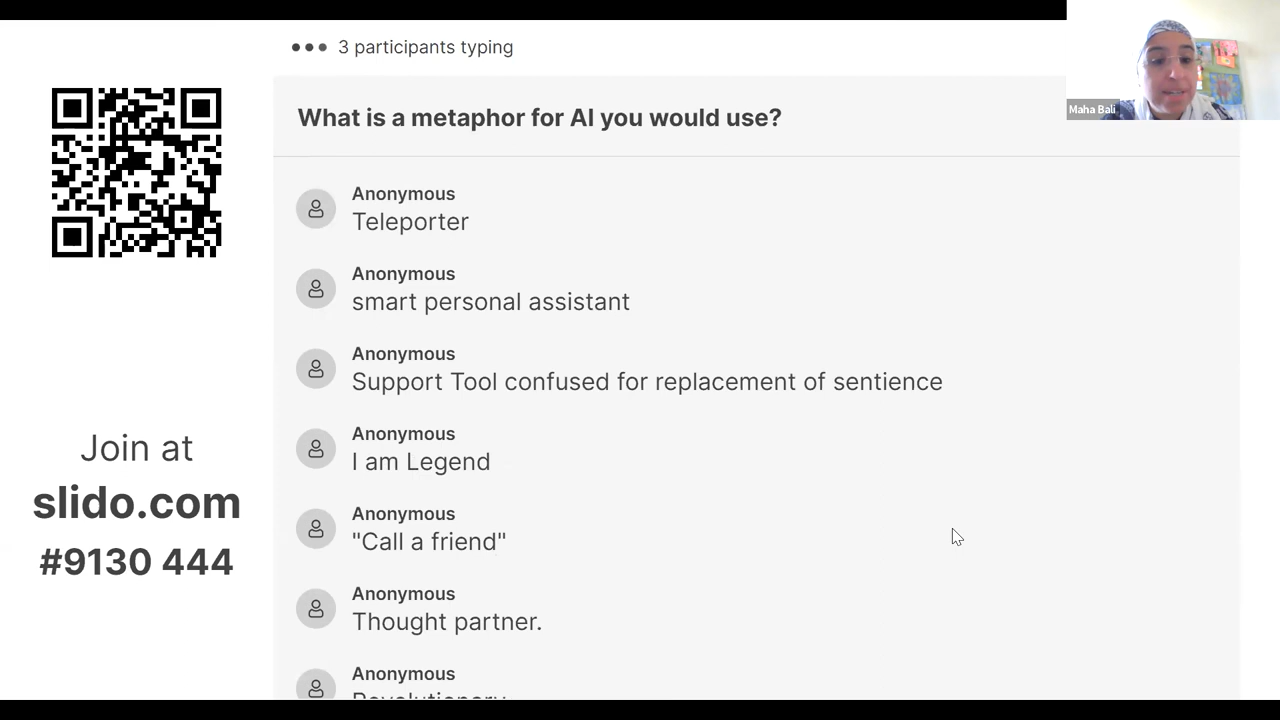 3 participants typing
Maha Bali
What is a metaphor for AI you would use?
Anonymous
Teleporter
Anonymous
smart personal assistant
Anonymous
Support Tool confused for replacement of sentience
Anonymous
I am Legend
Anonymous
"Call a friend"
Anonymous
Thought partner.
Anonymous
Revolutionary
Join at
slido.com
#9130 444